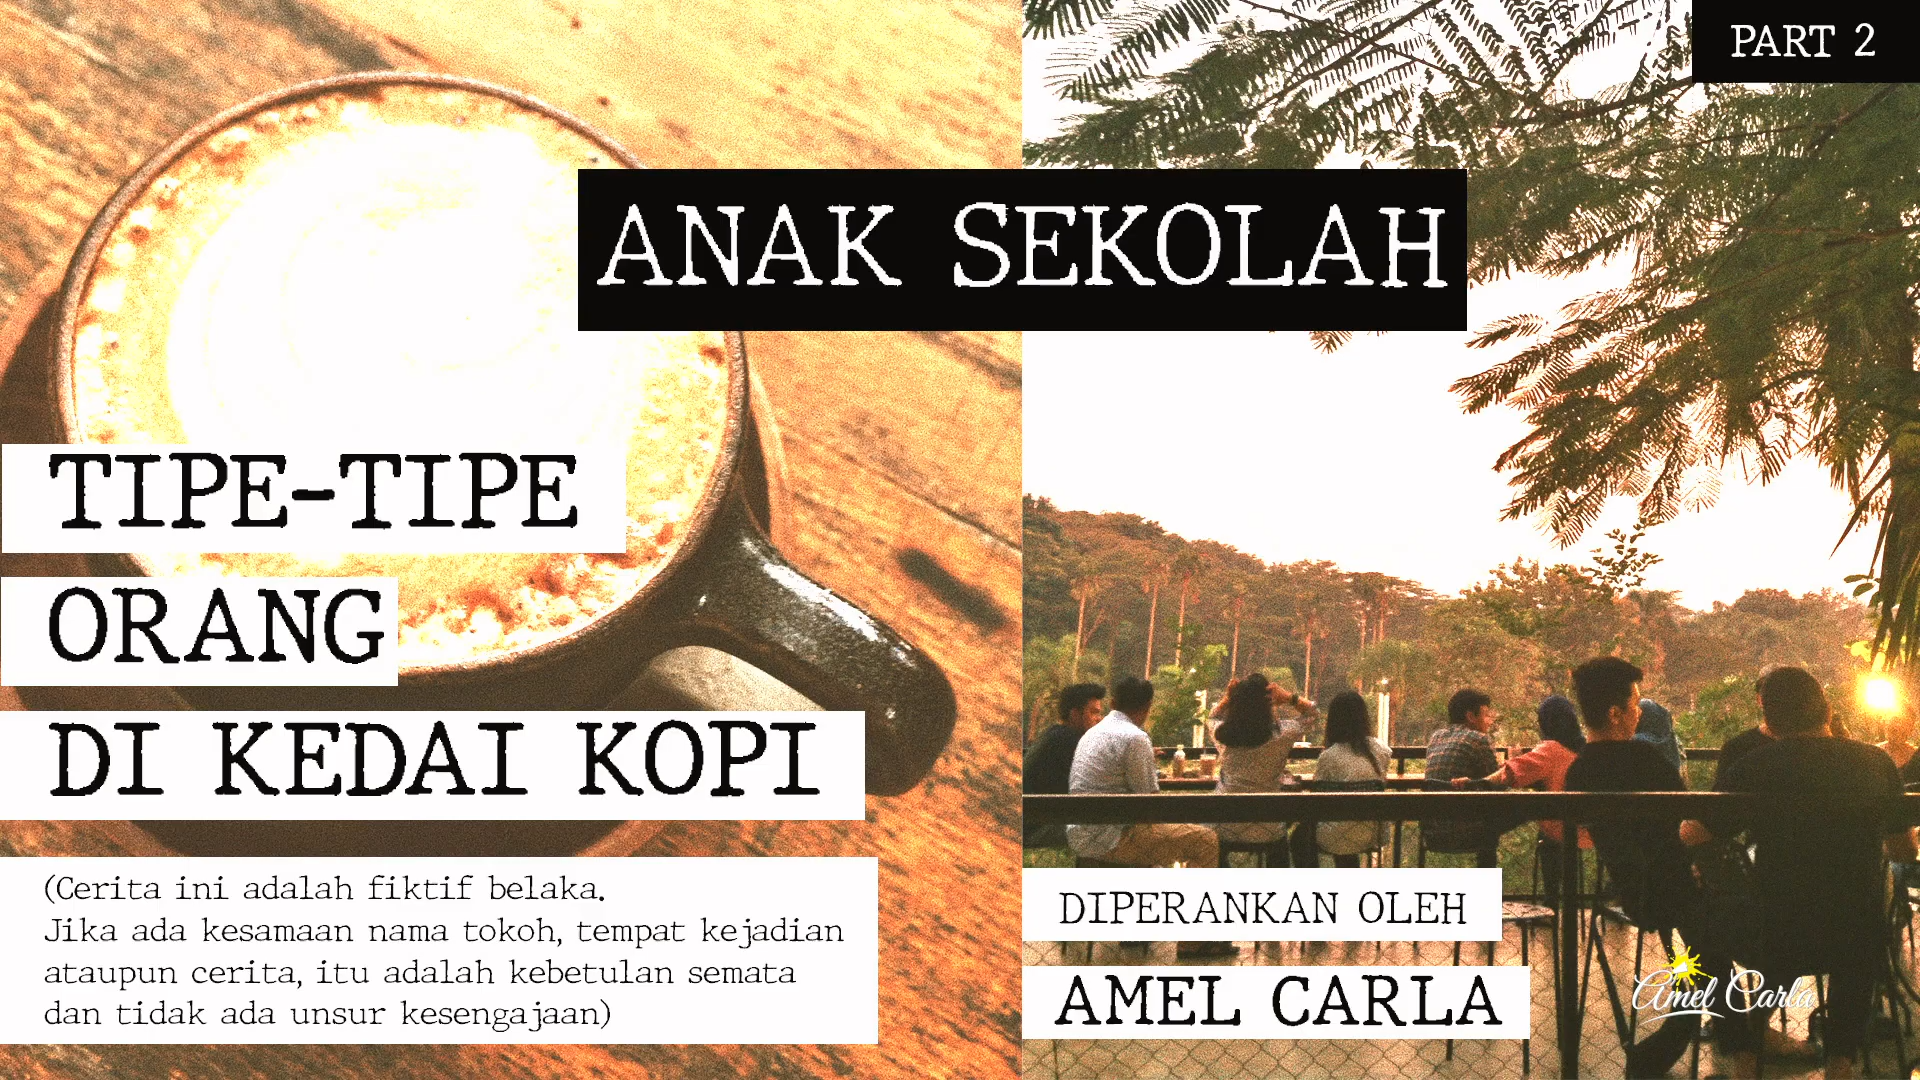 PART 2
ANAK SEKOLAH
TIPE-TIPE
ORANG
DI KEDAI KOPI
(Cerita ini adalah fiktif belaka.
Jika ada kesamaan nama tokoh, tempat kejadian
ataupun cerita, itu adalah kebetulan semata
dan tidak ada unsur kesengajaan)
DIPERANKAN OLEH
AMEL CARLA
Amel Carla